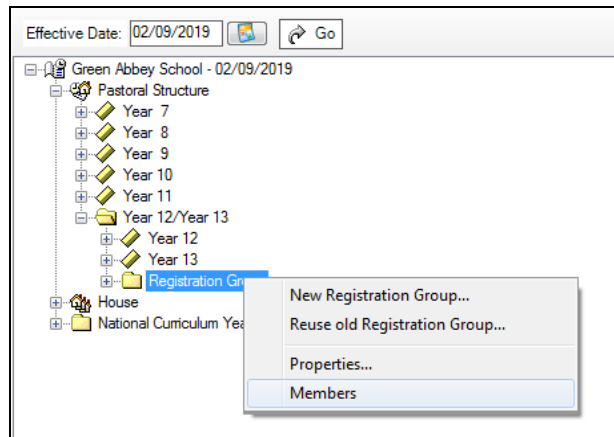 Effective Date: 02/09/2019 Go
Green Abbey School - 02/09/2019
Pastoral Structure
Year 7
Year 8
Year 9
Year 10
Year 11
Year 12/Year 13
Year 12
Year 13
Registration
New Registration Group...
House
Reuse old Registration Group...
National Curriculum
Properties...
Members